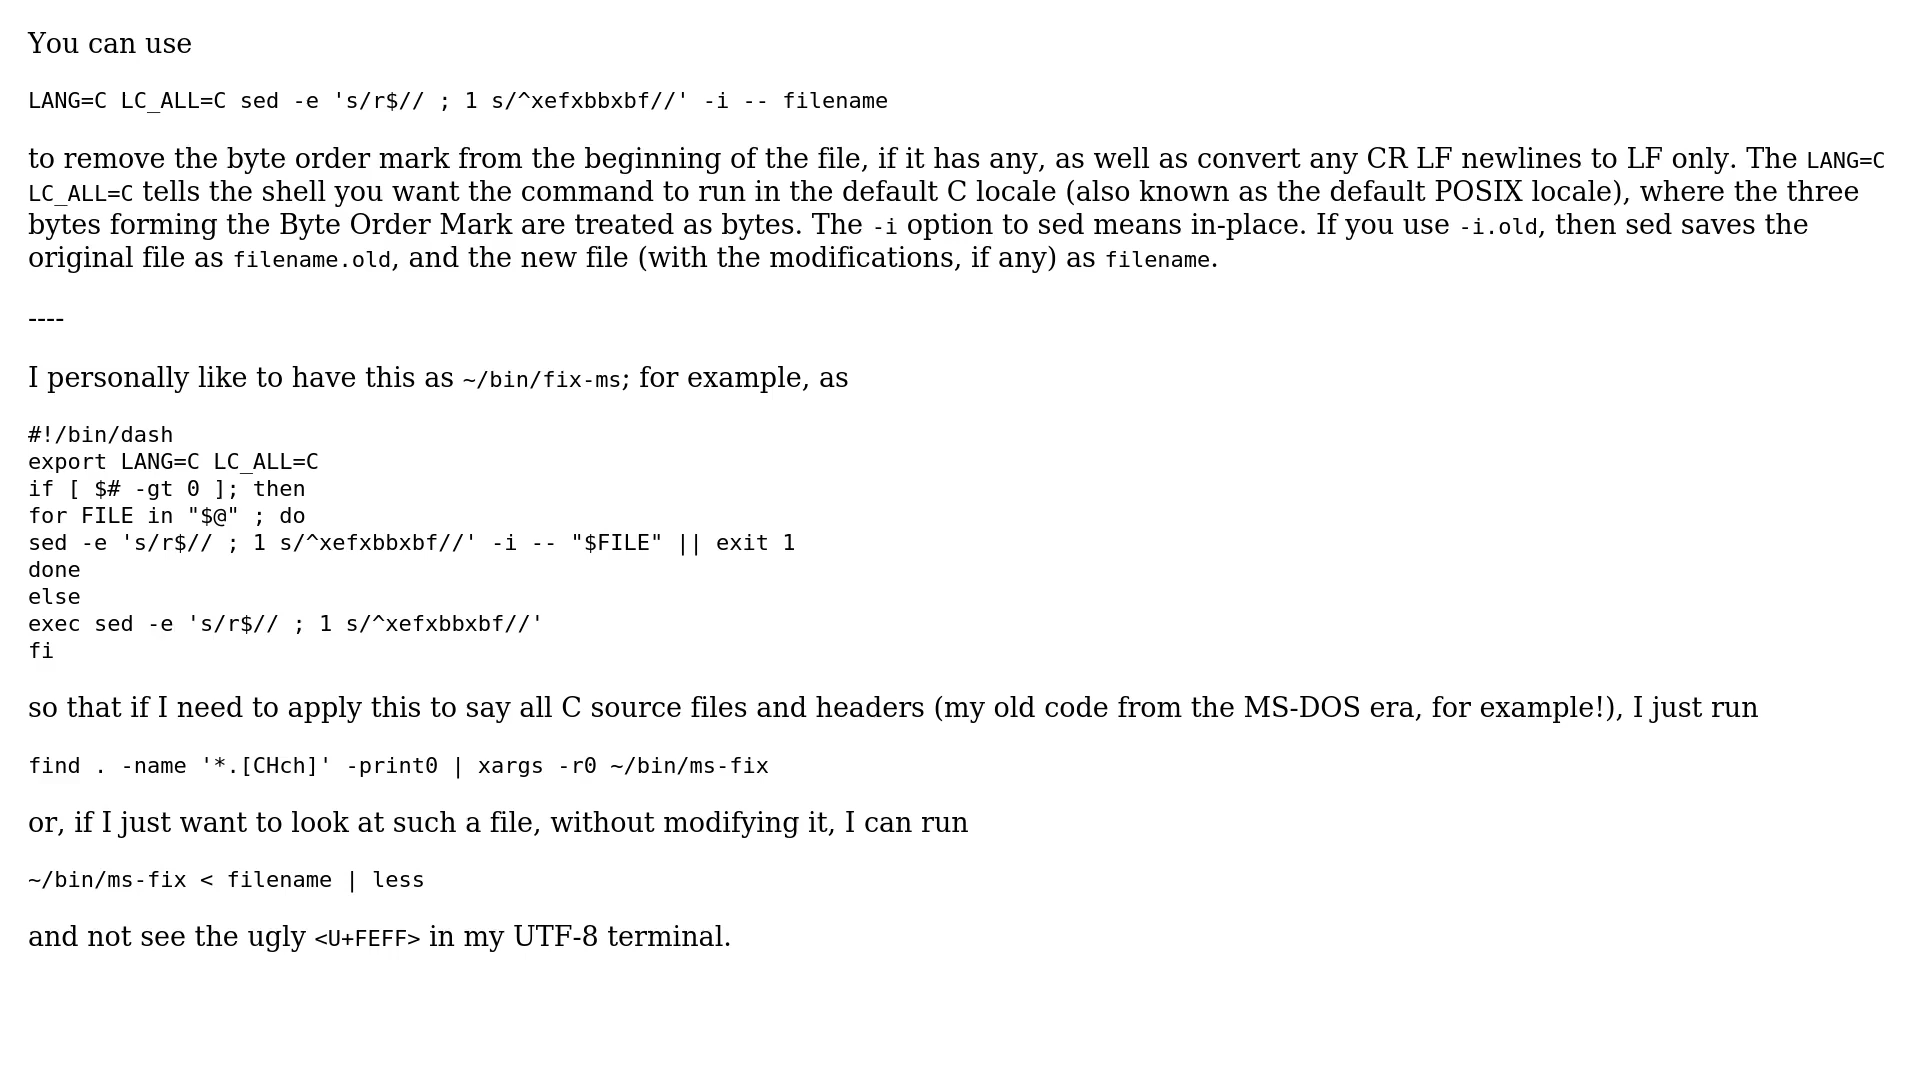 You can use
LANG=C LC_ALL=C sed -e 's/r$// ; 1 s/^xefxbbxbf//' -i -- filename
to remove the byte order mark from the beginning of the file, if it has any, as well as convert any CR LF newlines to LF only. The LANG=C
LC_ALL=C tells the shell you want the command to run in the default C locale (also known as the default POSIX locale), where the three
bytes forming the Byte Order Mark are treated as bytes. The -i option to sed means in-place. If you use -i.old, then sed saves the
original file as filename.old, and the new file (with the modifications, if any) as filename.
----
I personally like to have this as ~/bin/fix-ms; for example, as
#!/bin/dash
export LANG=C LC_ALL=C
if [ $# -gt 0 ]; then
for FILE in "$@" ; do
sed -e 's/r$// ; 1 s/^xefxbbxbf//' -i -- "$FILE" || exit 1
done
else
exec sed -e 's/r$// ; 1 s/^xefxbbxbf//'
fi
so that if I need to apply this to say all C source files and headers (my old code from the MS-DOS era, for example!), I just run
find . -name '*.[CHch]' -print0 | xargs -r0 ~/bin/ms-fix
or, if I just want to look at such a file, without modifying it, I can run
~/bin/ms-fix < filename | less
and not see the ugly <U+FEFF> in my UTF-8 terminal.